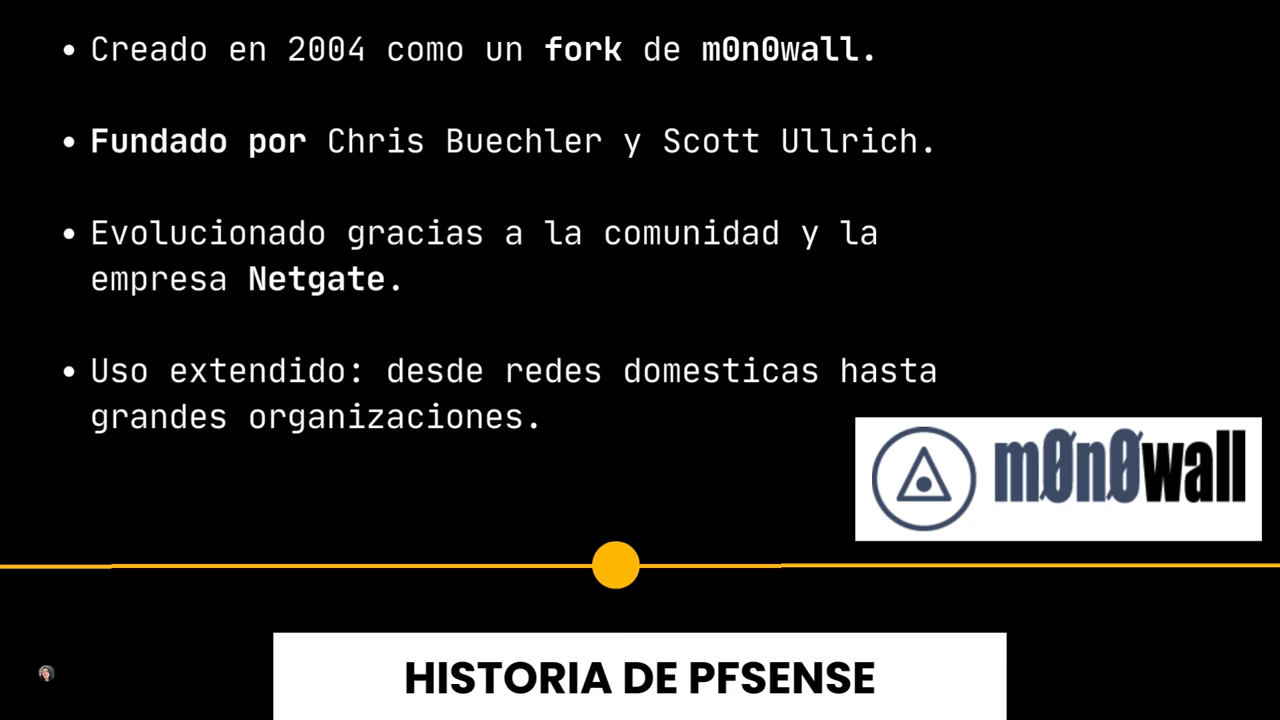 • Creado en 2004 como un fork de m0n0wall.
• Fundado por Chris Buechler y Scott Ullrich.
• Evolucionado gracias a la comunidad y la
empresa Netgate.
• Uso extendido: desde redes domesticas hasta
grandes organizaciones.
m0n0wall
HISTORIA DE PFSENSE